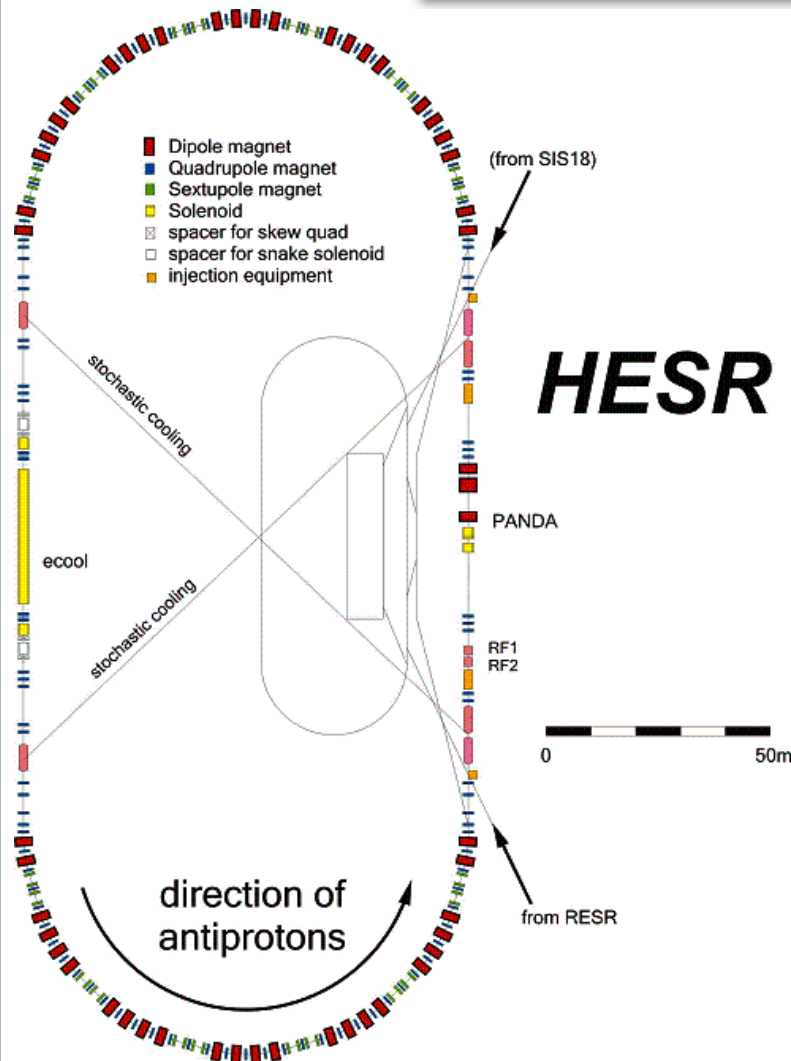 Dipole magnet
Quadrupole magnet
Sextupole magnet
Solenoid
spacer for skew quad
spacer for snake solenoid
injection equipment
(from SIS18)
HESR
stochastic cooling
PANDA
ecool
stochastic cooling
RF1
RF2
0
50m
direction of
antiprotons
from RESR